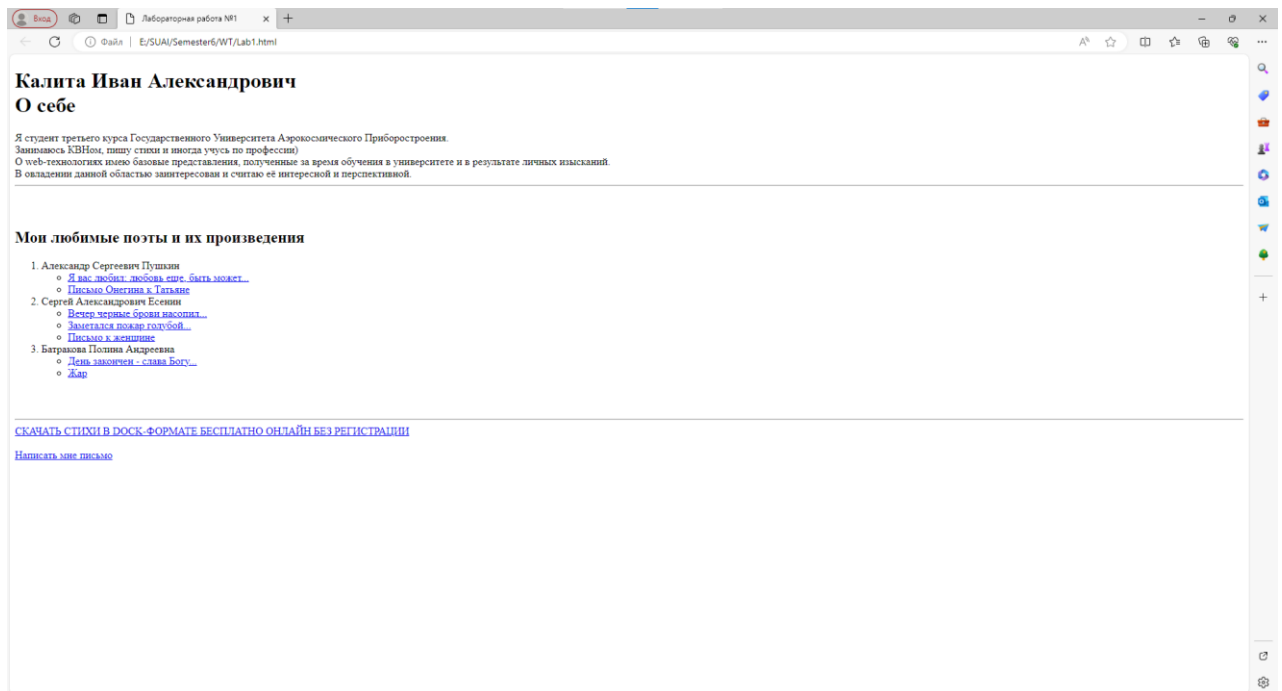 Вход
Лабораторная работа №1
Файл
E:/SUAI/Semester6/WT/Lab1.html
Калита Иван Александрович
О себе
Я студент третьего курса Государственного Университета Аэрокосмического Приборостроения.
Занимаюсь КВНом, пишу стихи и иногда учусь по профессии)
О web-технологиях имею базовые представления, полученные за время обучения в университете и в результате личных изысканий.
В овладении данной областью заинтересован и считаю её интересной и перспективной.
Мои любимые поэты и их произведения
1. Александр Сергеевич Пушкин
Я вас любил: любовь еще, быть может...
Письмо Онегина к Татьяне
2. Сергей Александрович Есенин
Вечер черные брови насопил...
Заметался пожар голубой...
Письмо к женщине
3. Батракова Полина Андреевна
День закончен - слава Богу...
Жар
СКАЧАТЬ СТИХИ В DOCK-ФОРМАТЕ БЕСПЛАТНО ОНЛАЙН БЕЗ РЕГИСТРАЦИИ
Написать мне письмо